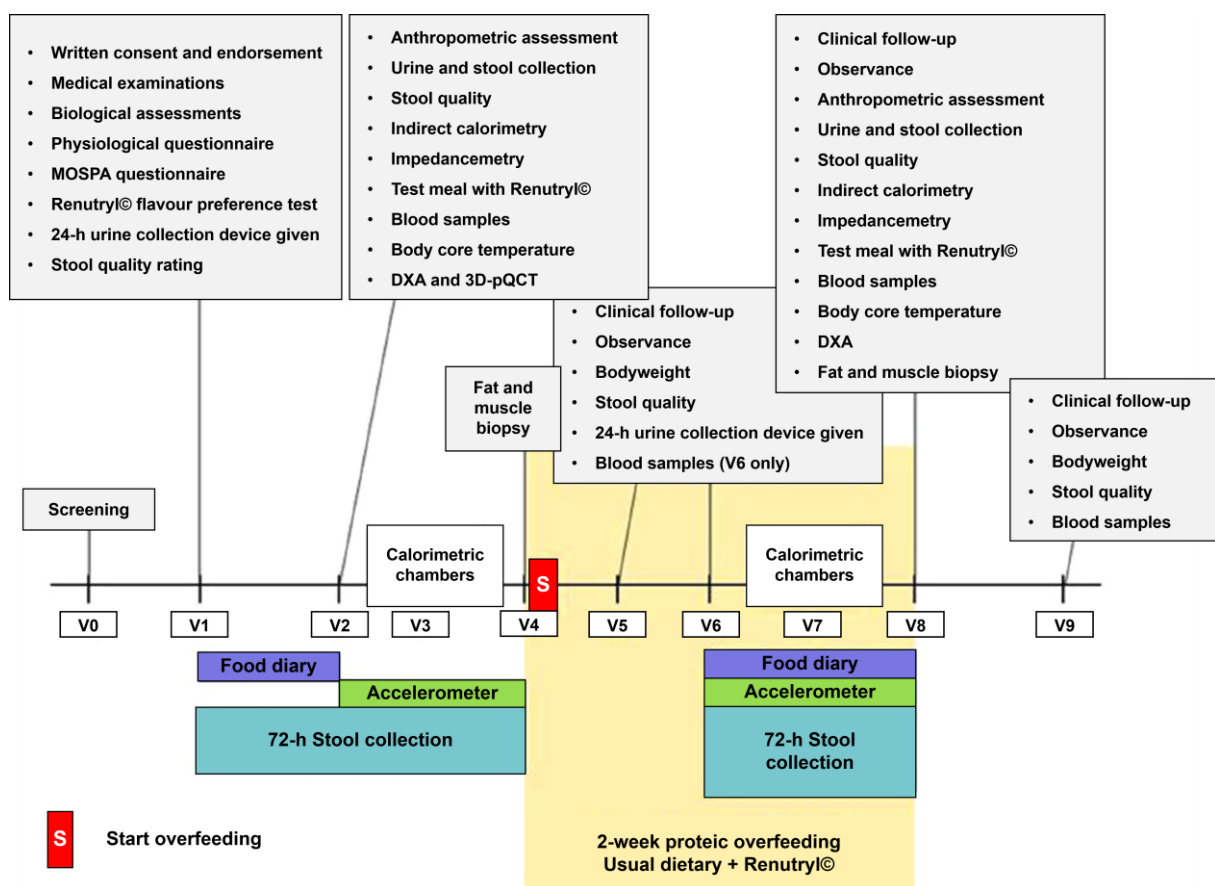 Written consent and endorsement
Medical examinations
Biological assessments
Physiological questionnaire
MOSPA questionnaire
Renutryl© flavour preference test
24-h urine collection device given
Stool quality rating
Anthropometric assessment
Urine and stool collection
Stool quality
Indirect calorimetry
Impedancemetry
Test meal with Renutryl©
Blood samples
Body core temperature
DXA and 3D-pQCT
Fat and
muscle
biopsy
Clinical follow-up
Observance
Bodyweight
Stool quality
24-h urine collection device given
Blood samples (V6 only)
Clinical follow-up
Observance
Anthropometric assessment
Urine and stool collection
Stool quality
Indirect calorimetry
Impedancemetry
Test meal with Renutryl©
Blood samples
Body core temperature
DXA
Fat and muscle biopsy
Clinical follow-up
Observance
Bodyweight
Stool quality
Blood samples
Screening
Calorimetric
chambers
S
Calorimetric
chambers
V0
V1
V2
V3
V4
V5
V6
V7
V8
V9
Food diary
Accelerometer
72-h Stool collection
Food diary
Accelerometer
72-h Stool
collection
S
Start overfeeding
2-week proteic overfeeding
Usual dietary + Renutryl©